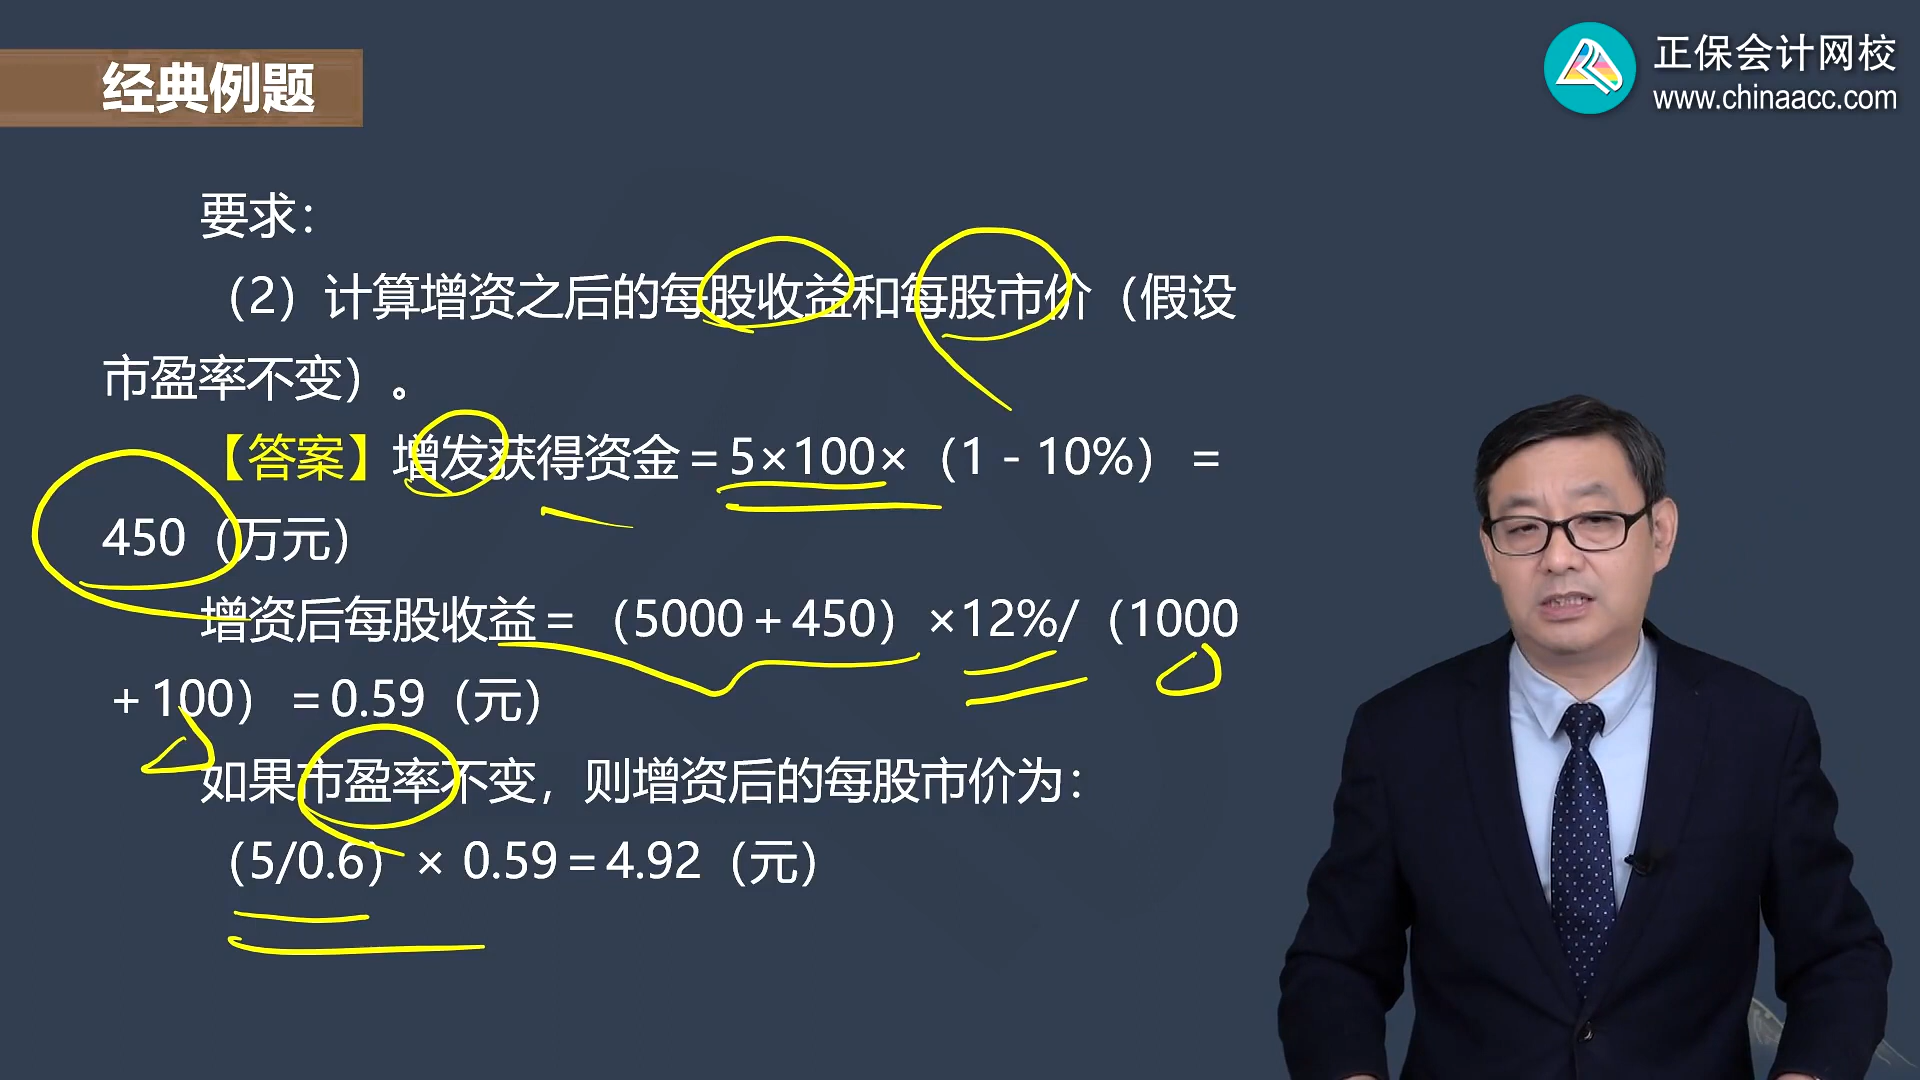 经典例题
正保会计网校
www.chinaacc.com
要求：
（2）计算增资之后的每股收益和每股市价（假设
市盈率不变）。
【答案】增发获得资金＝5×100×（1－10%）＝
450（万元）
增资后每股收益＝（5000＋450）×12%/（1000
＋100）＝0.59（元）
如果市盈率不变，则增资后的每股市价为：
（5/0.6）× 0.59＝4.92（元）